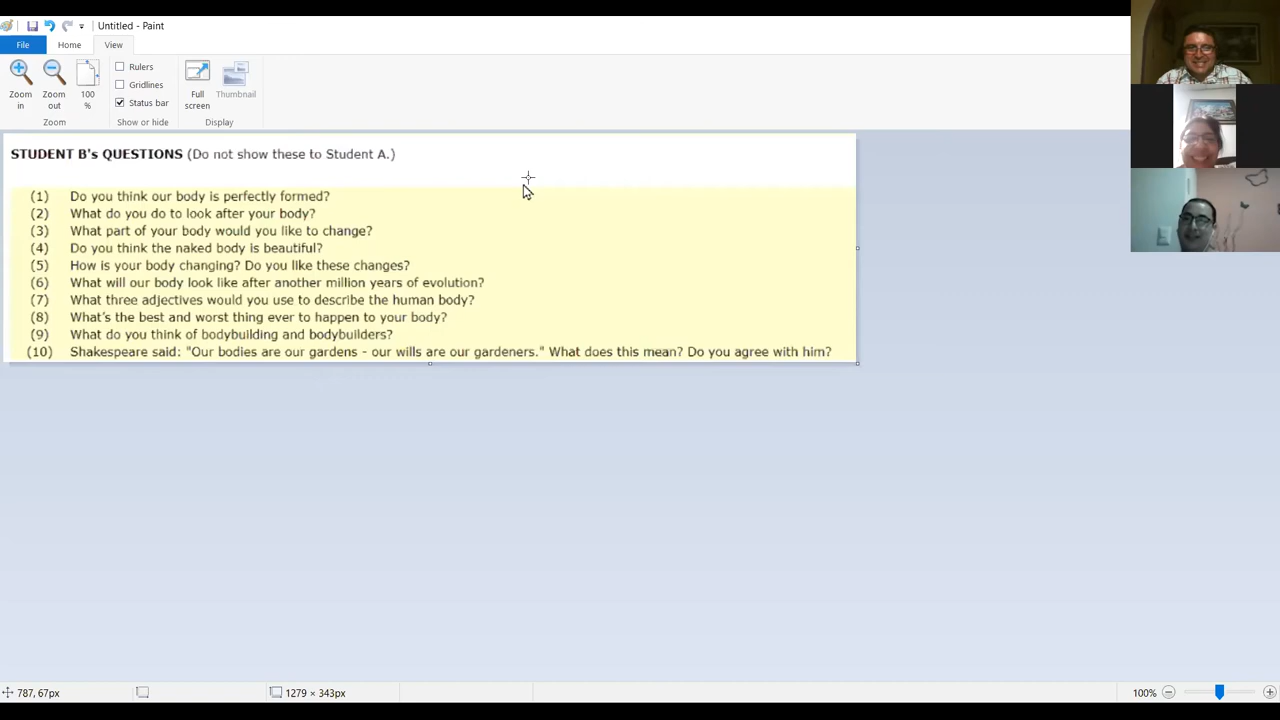 Untitled - Paint
File Home View
Zoom in
Zoom out
100 %
Rulers
Gridlines
Status bar
Full screen
Thumbnail
Zoom
Show or hide
Display
STUDENT B's QUESTIONS (Do not show these to Student A.)
(1) Do you think our body is perfectly formed?
(2) What do you do to look after your body?
(3) What part of your body would you like to change?
(4) Do you think the naked body is beautiful?
(5) How is your body changing? Do you like these changes?
(6) What will our body look like after another million years of evolution?
(7) What three adjectives would you use to describe the human body?
(8) What's the best and worst thing ever to happen to your body?
(9) What do you think of bodybuilding and bodybuilders?
(10) Shakespeare said: "Our bodies are our gardens - our wills are our gardeners." What does this mean? Do you agree with him?
787, 67px
1279 × 343px
100%